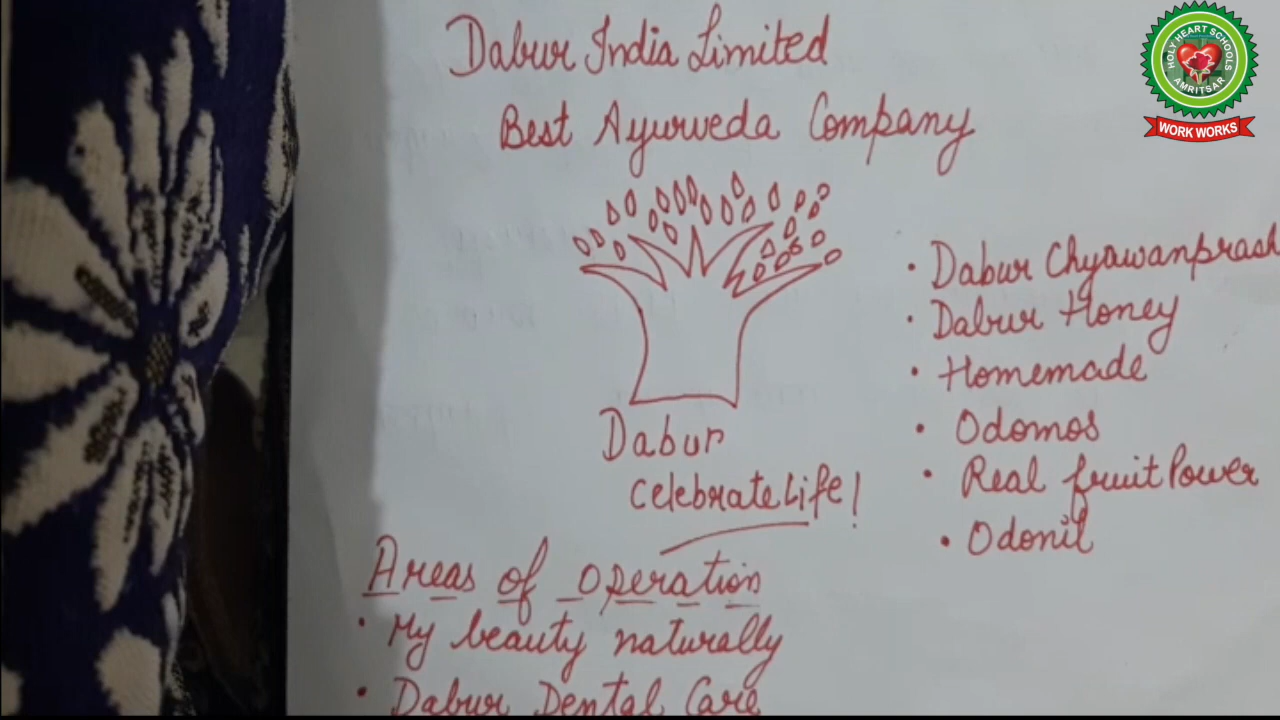 Dabur India Limited
Best Ayurveda Company
Dabur
Celebrate Life!
• Dabur Chyawanprash
• Dabur Honey
• Homemade
• Odomos
• Real fruit Power
• Odonil
Areas of Operation
• My beauty naturally
• Dabur Dental Care
HOLY HEART SCHOOLS
AMRITSAR
WORK WORKS